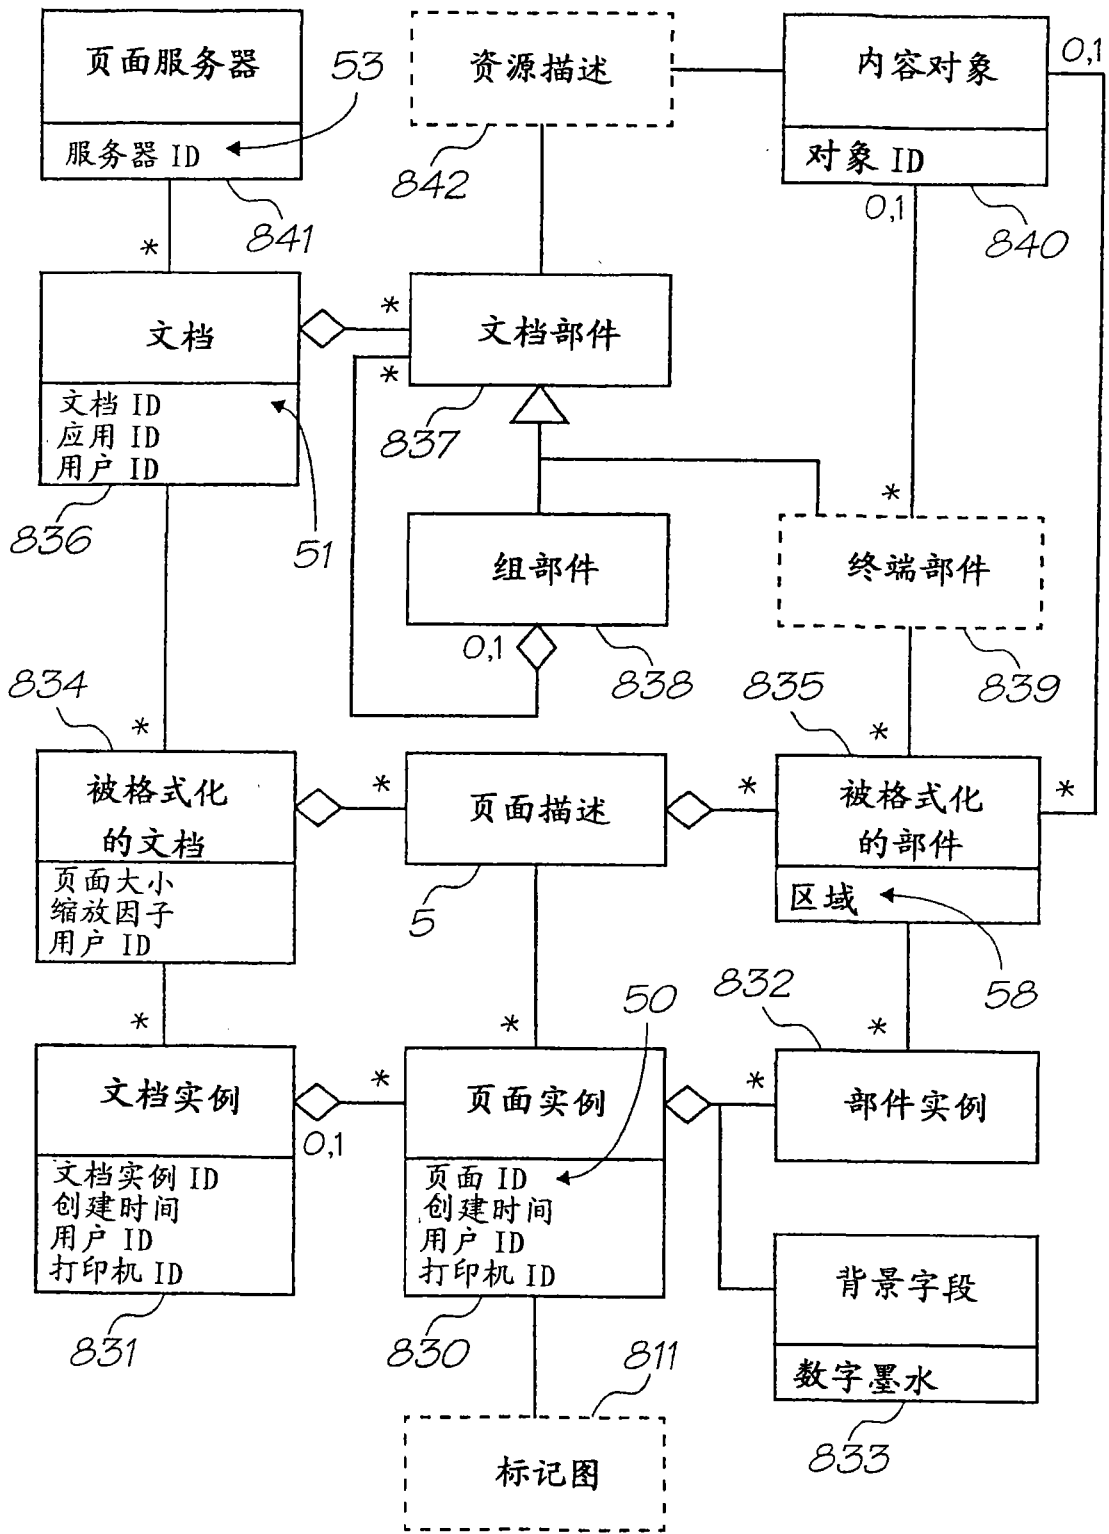 页面服务器
服务器 ID
53
841
资源描述
842
内容对象
对象 ID
0,1
0,1
840
*
文档
文档 ID
应用 ID
用户 ID
51
836
*
*
文档部件
837
组部件
0,1
838
*
终端部件
839
834
*
被格式化
的文档
页面大小
缩放因子
用户 ID
*
页面描述
5
835
*
*
*
被格式化
的部件
区域
58
*
文档实例
0,1
文档实例 ID
创建时间
用户 ID
打印机 ID
831
*
*
50
页面实例
页面 ID
创建时间
用户 ID
打印机 ID
830
832
*
*
部件实例
背景字段
数字墨水
833
811
标记图